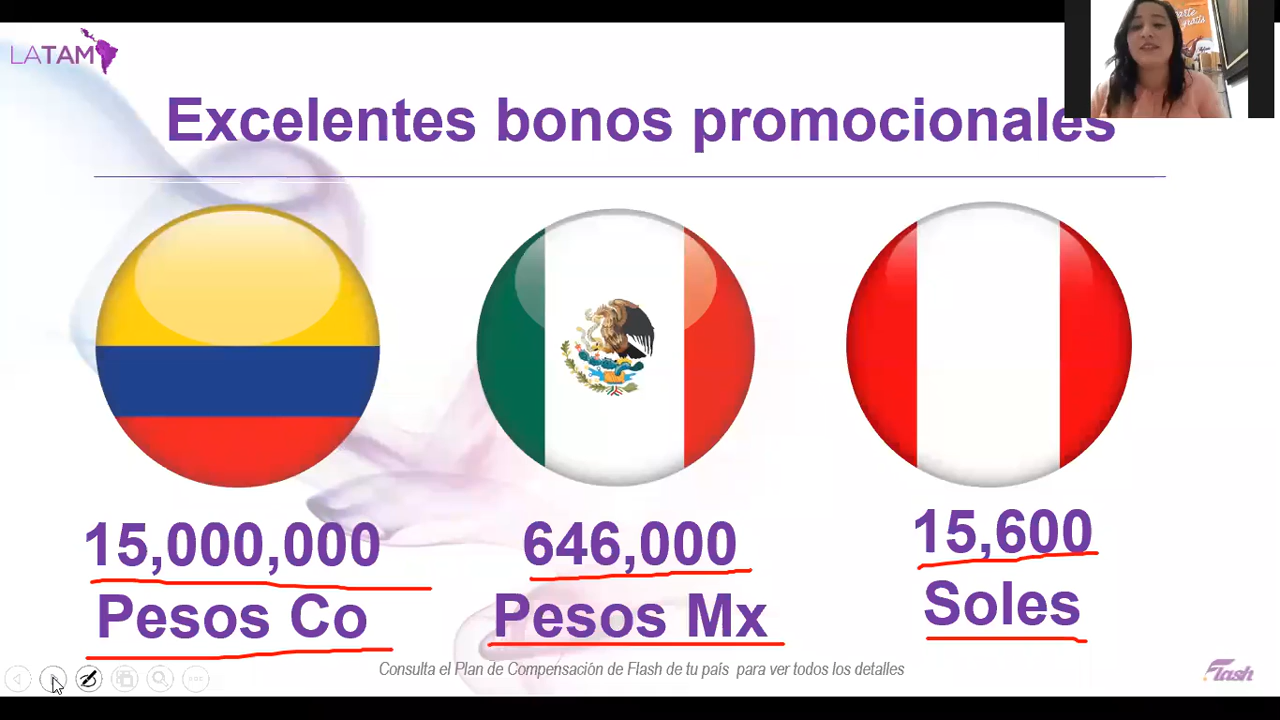 LATAM
Excelentes bonos promocionales
15,000,000
Pesos Co
646,000
Pesos Mx
15,600
Soles
Consulta el Plan de Compensación de Flash de tu país para ver todos los detalles
Flash